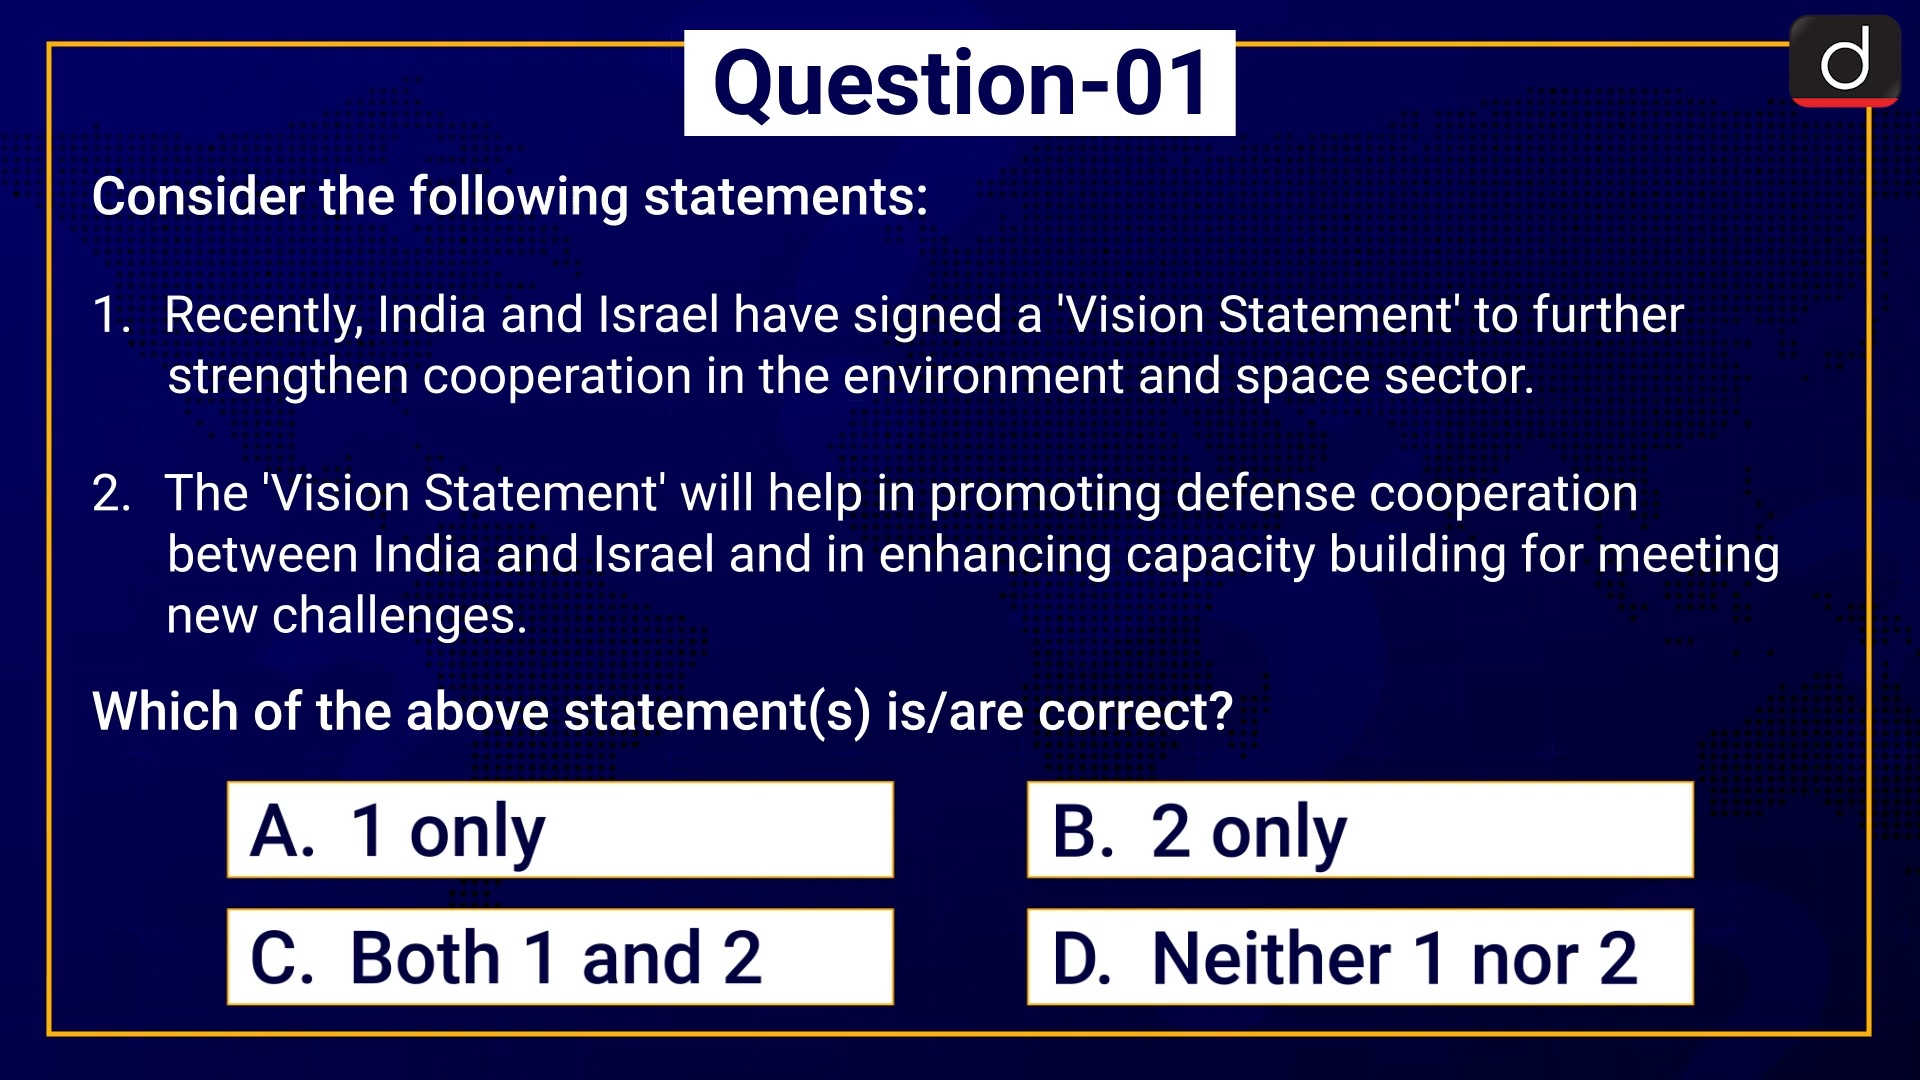 Question-01
d
Consider the following statements:
1. Recently, India and Israel have signed a 'Vision Statement' to further
strengthen cooperation in the environment and space sector.
2. The 'Vision Statement' will help in promoting defense cooperation
between India and Israel and in enhancing capacity building for meeting
new challenges.
Which of the above statement(s) is/are correct?
A. 1 only
B. 2 only
C. Both 1 and 2
D. Neither 1 nor 2